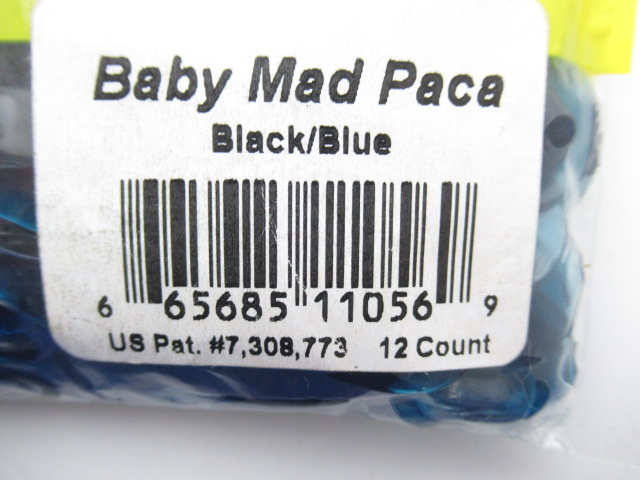 Baby Mad Paca
Black/Blue
6 65685 11056 9
US Pat. #7,308,773 12 Count